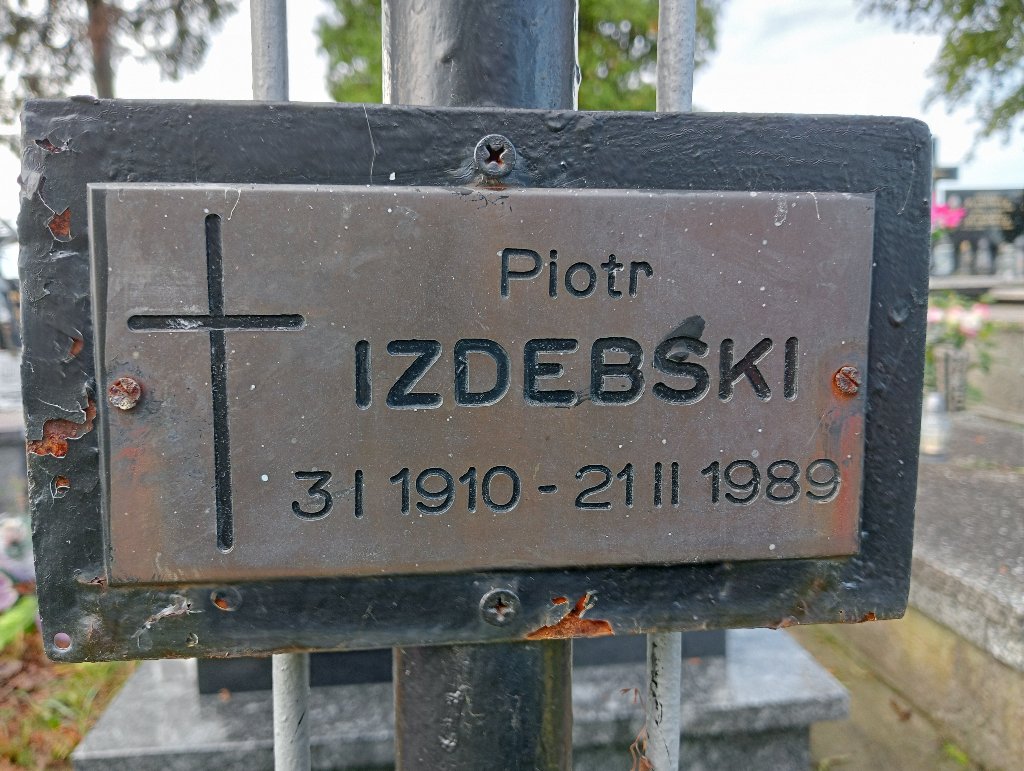 Piotr
IZDEBSKI
3 I 1910 - 21 II 1989